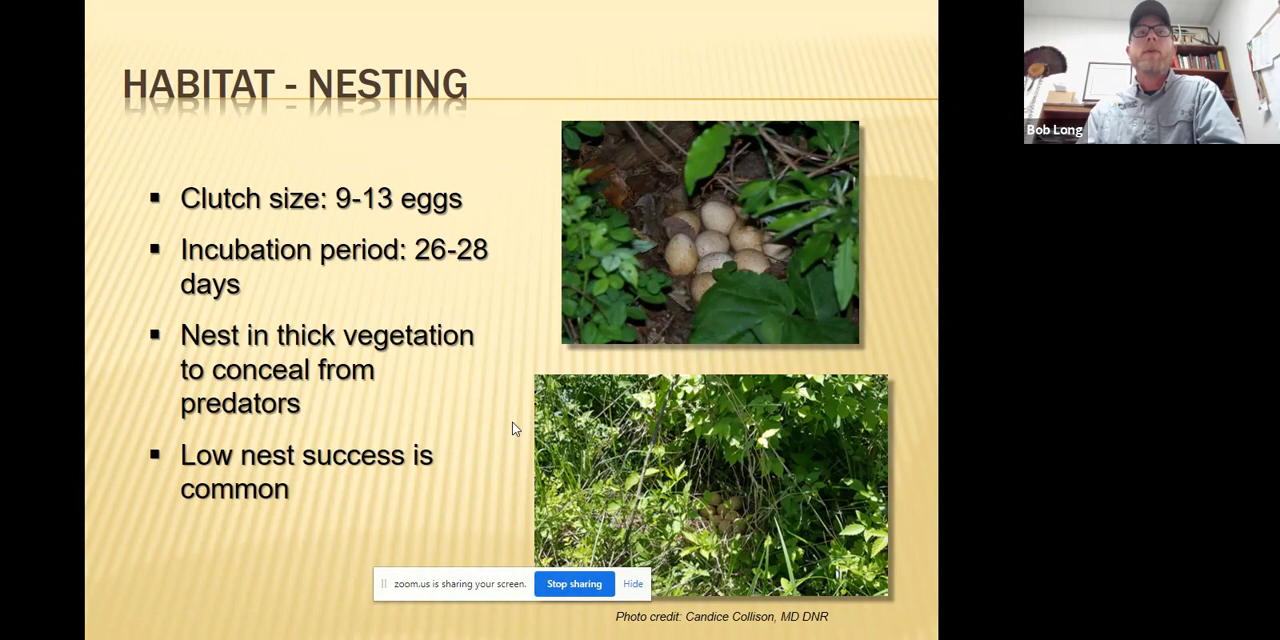 HABITAT - NESTING
▪ Clutch size: 9-13 eggs
▪ Incubation period: 26-28
days
▪ Nest in thick vegetation
to conceal from
predators
▪ Low nest success is
common
zoom.us is sharing your screen. Stop sharing Hide
Photo credit: Candice Collison, MD DNR
Bob Long